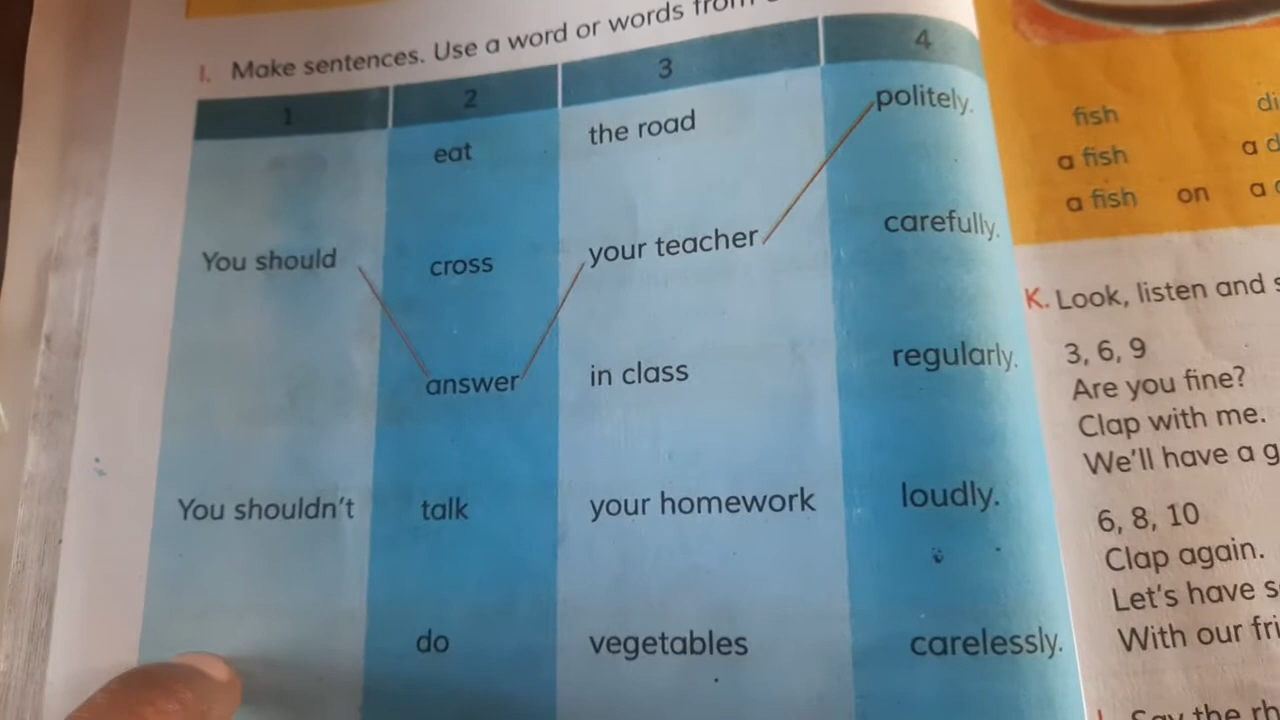 I. Make sentences. Use a word or words from
1 2 3 4
eat the road politely.
You should cross your teacher carefully.
answer in class regularly.
You shouldn't talk your homework loudly.
do vegetables carelessly.
fish
a fish
a fish on a
K. Look, listen and
3, 6, 9
Are you fine?
Clap with me.
We'll have a
6, 8, 10
Clap again.
Let's have
With our
Say the